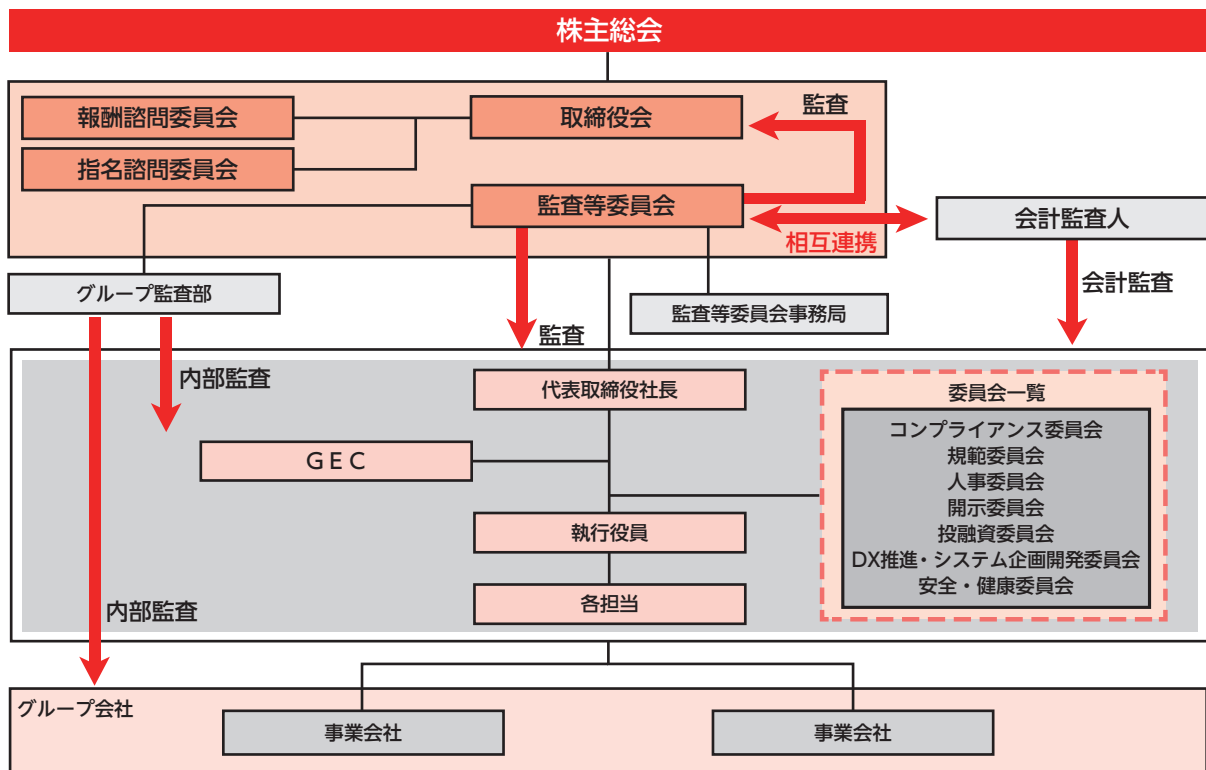 株主総会
報酬諮問委員会
取締役会
監査
指名諮問委員会
監査等委員会
会計監査人
相互連携
グループ監査部
会計監査
監査等委員会事務局
監査
内部監査
代表取締役社長
委員会一覧
コンプライアンス委員会
規範委員会
人事委員会
開示委員会
投融資委員会
DX推進・システム企画開発委員会
安全・健康委員会
GEC
執行役員
各担当
内部監査
グループ会社
事業会社
事業会社